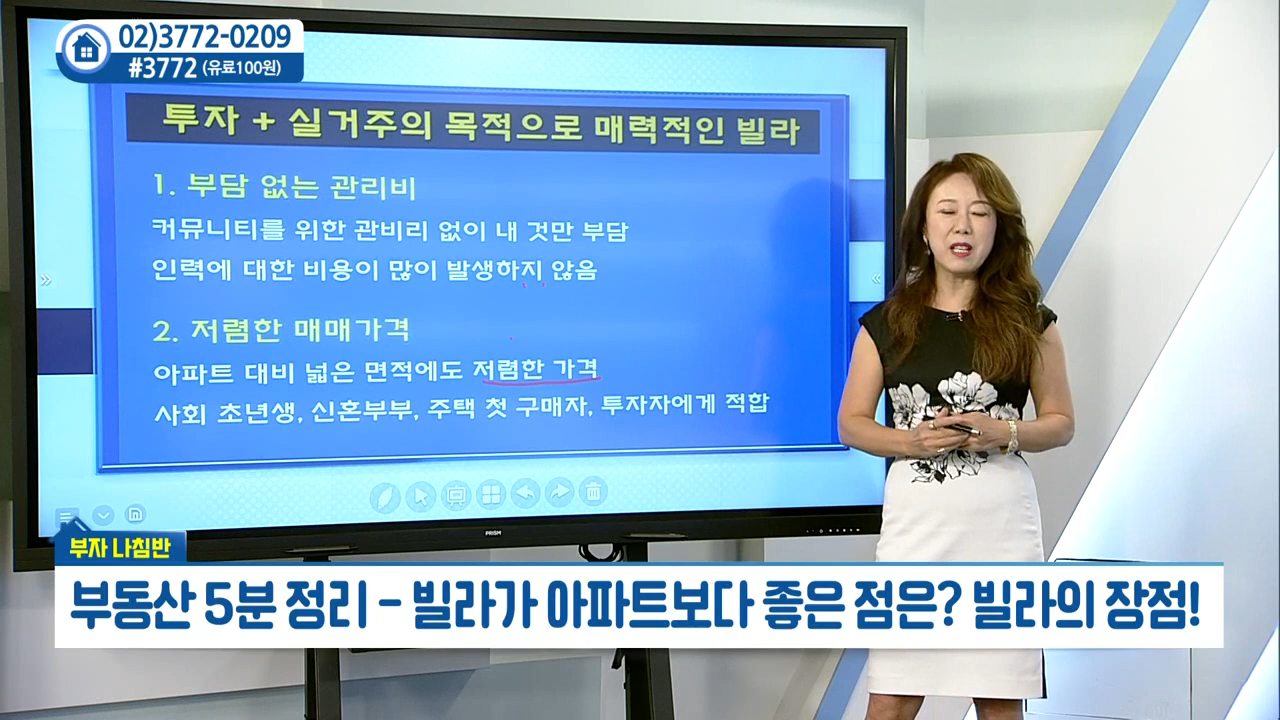 02)3772-0209
#3772 (유료100원)
투자 + 실거주의 목적으로 매력적인 빌라
1. 부담 없는 관리비
커뮤니티를 위한 관비리 없이 내 것만 부담
인력에 대한 비용이 많이 발생하지 않음
2. 저렴한 매매가격
아파트 대비 넓은 면적에도 저렴한 가격
사회 초년생, 신혼부부, 주택 첫 구매자, 투자자에게 적합
PRISM
부자 나침반
부동산 5분 정리 - 빌라가 아파트보다 좋은 점은? 빌라의 장점!